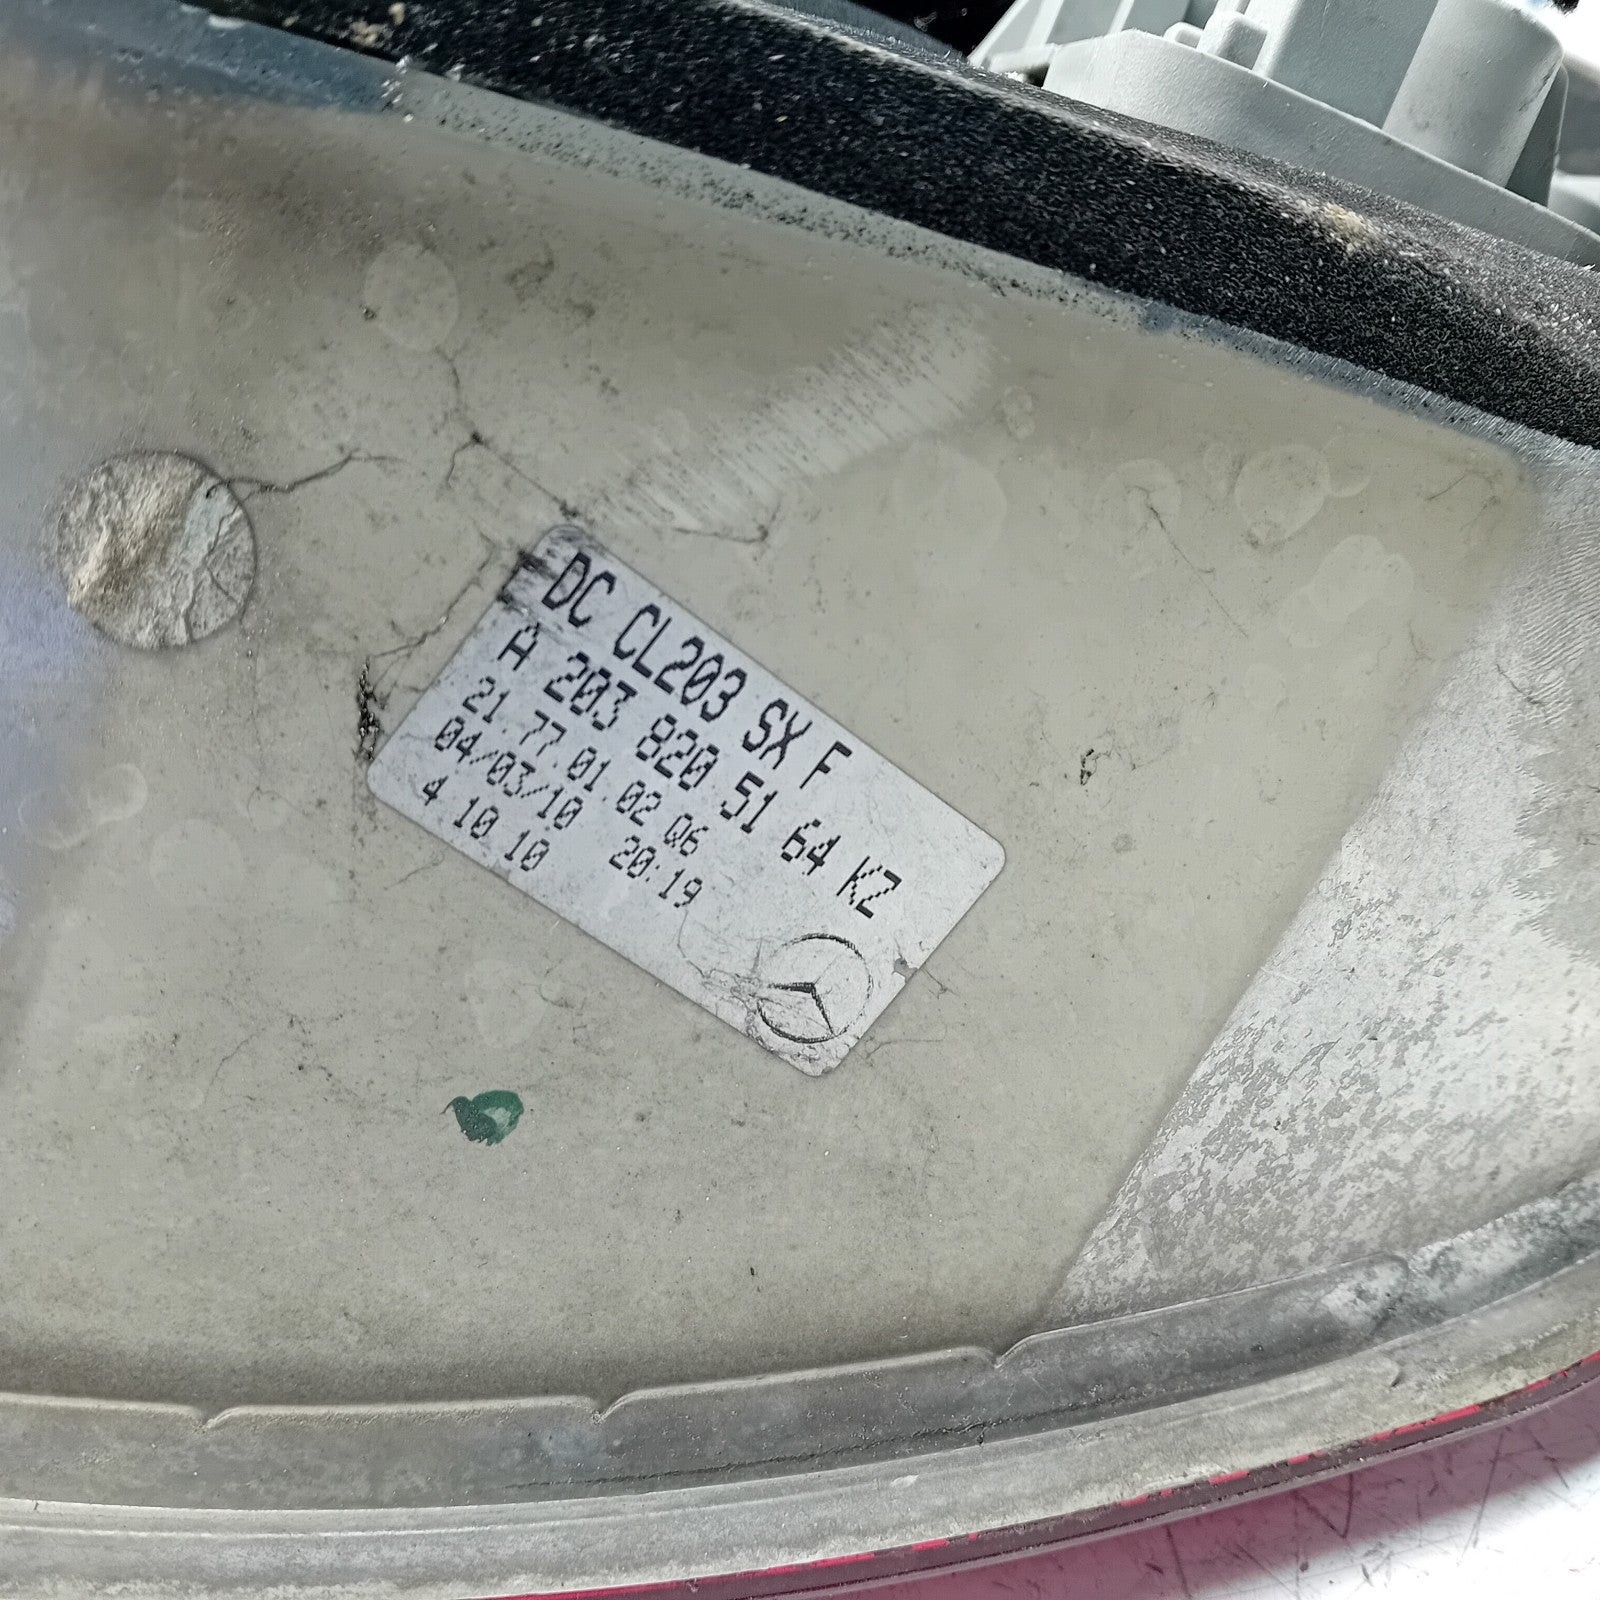 DC CL203 SX F
A 203 820 51 64 KZ
21.77.01.02 Q6
04/03/10 20:19
4 10 10